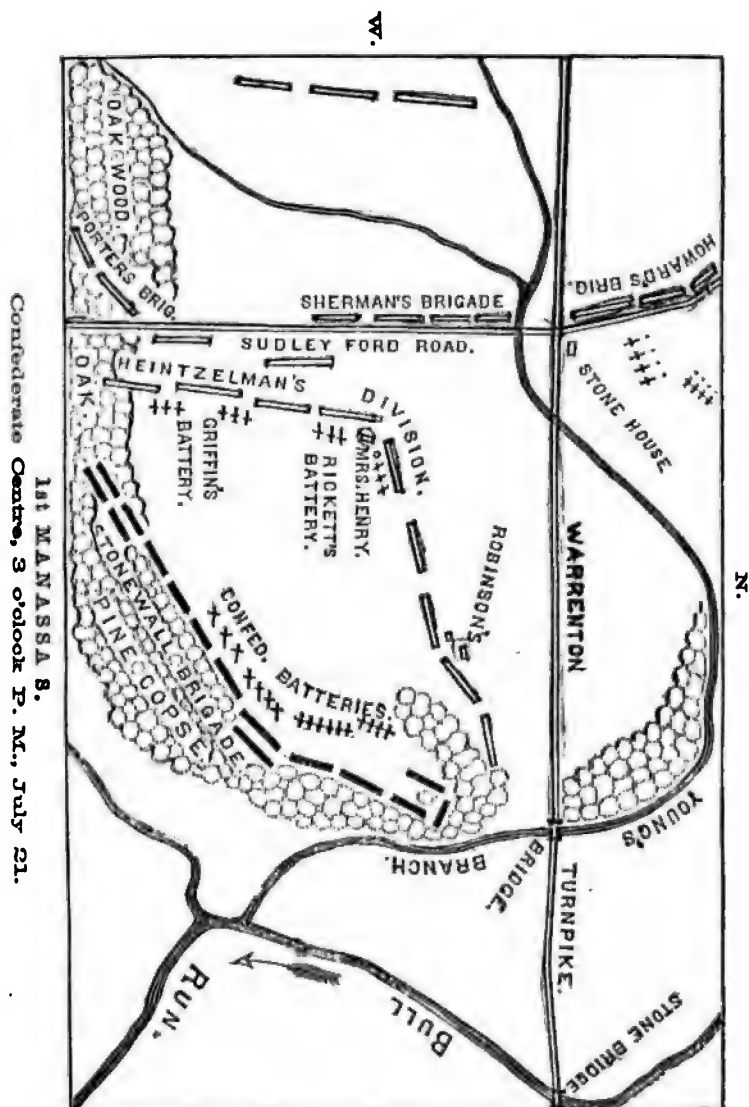 W.
N.
OAK WOOD.
PORTERS BRIG.
SHERMAN'S BRIGADE
HOWARD'S BRIG.
SUDLEY FORD ROAD.
HEINTZELMAN'S
DIVISION.
OAK.
GRIFFIN'S
BATTERY.
RICKETT'S
BATTERY.
MRS. HENRY.
STONE HOUSE.
ROBINSON'S
WARRENTON
TURNPIKE.
CONFED. BATTERIES.
STONEWALL BRIGADE
PINE COPSE.
YOUNG'S
BRANCH.
BRIDGE.
STONE BRIDGE.
BULL
RUN.
1st MANASSA S.
Confederate Centre, 3 o'clock P. M., July 21.